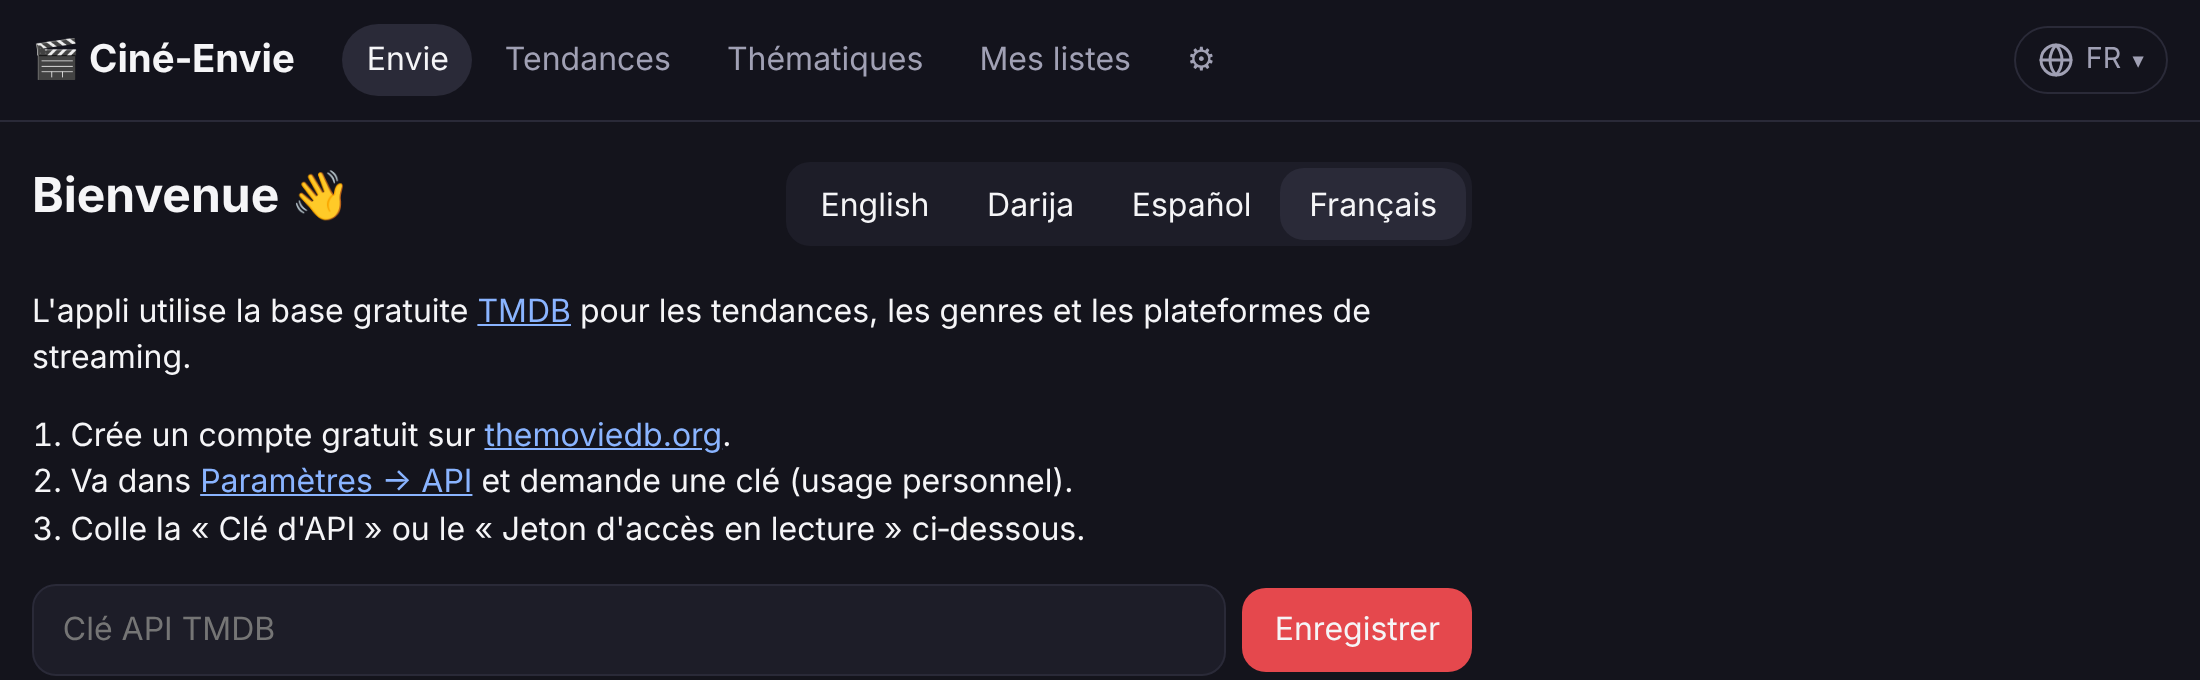 🎬 Ciné-Envie Envie Tendances Thématiques Mes listes ⚙ FR ▾
Bienvenue 👋
English Darija Español Français
L'appli utilise la base gratuite TMDB pour les tendances, les genres et les plateformes de
streaming.
1. Crée un compte gratuit sur themoviedb.org.
2. Va dans Paramètres → API et demande une clé (usage personnel).
3. Colle la « Clé d'API » ou le « Jeton d'accès en lecture » ci-dessous.
Clé API TMDB
Enregistrer